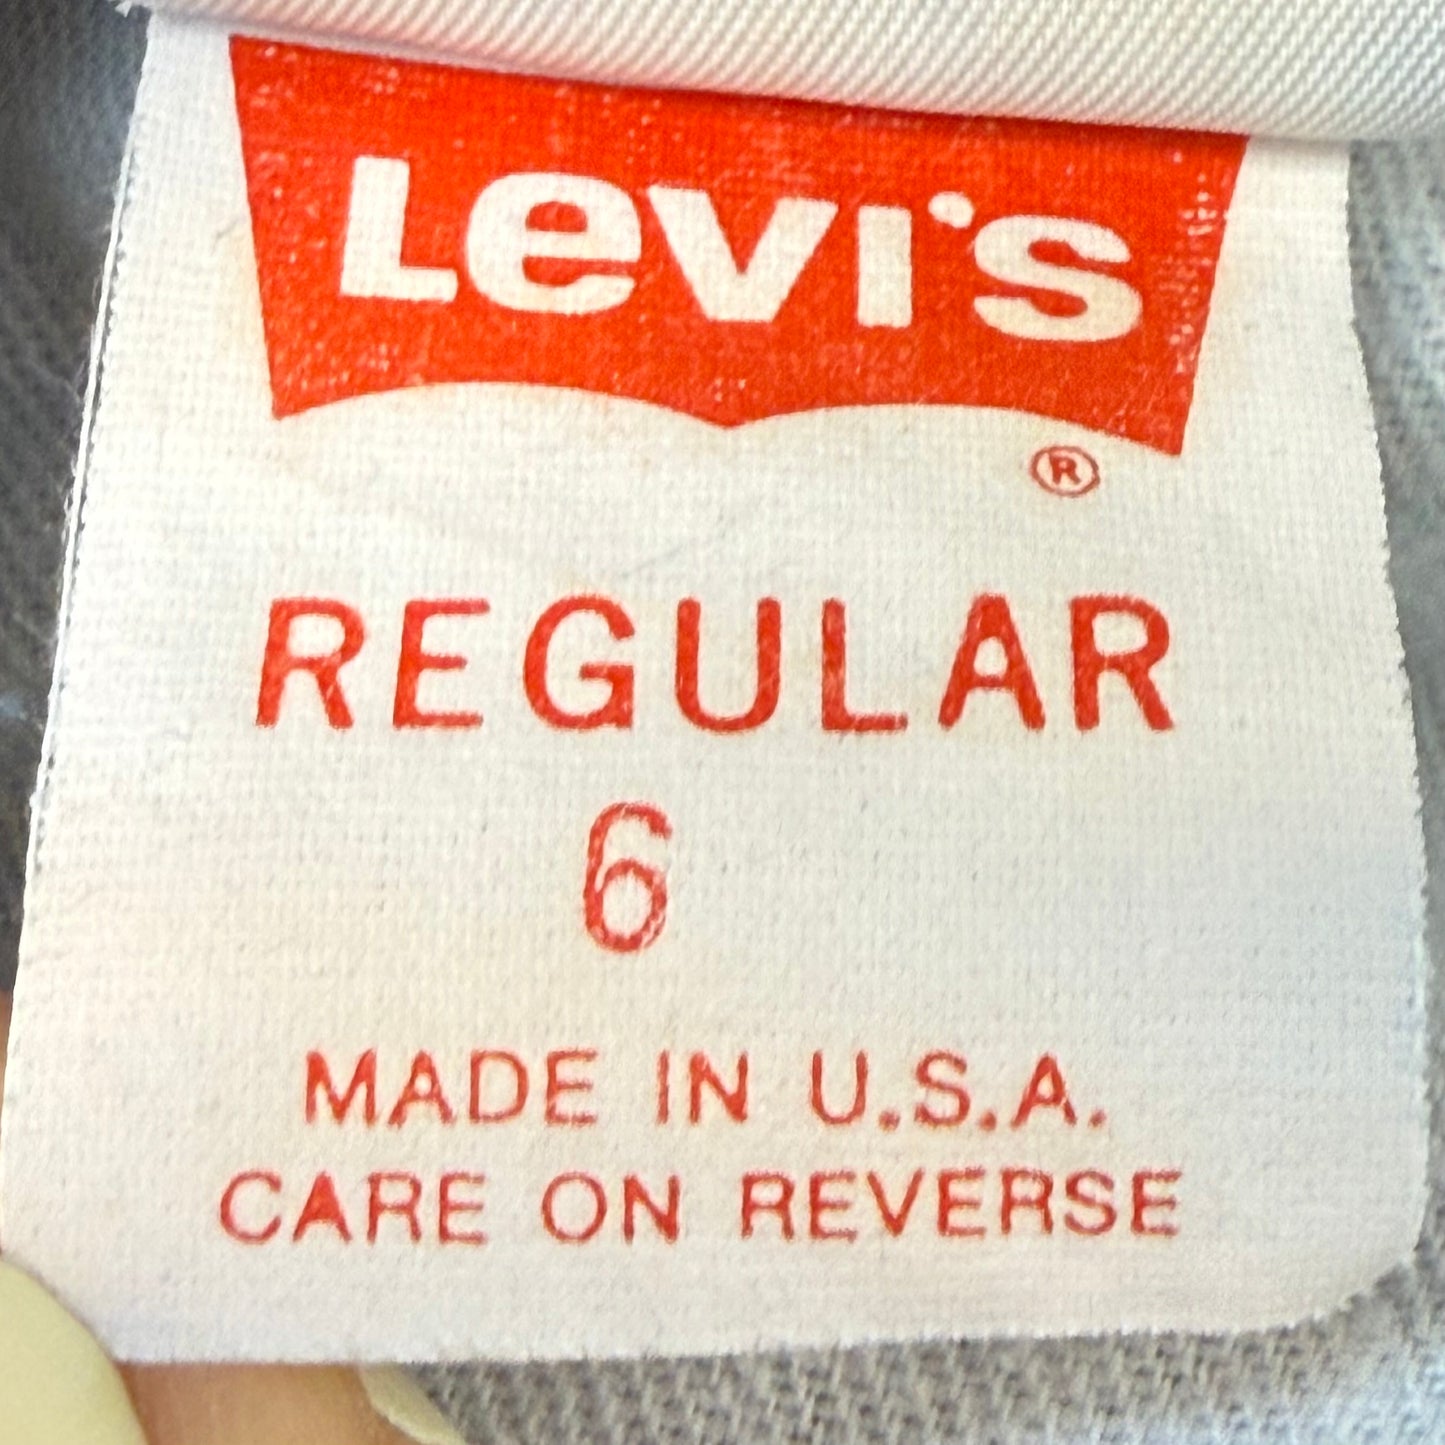 Levi's
®
REGULAR
6
MADE IN U.S.A.
CARE ON REVERSE